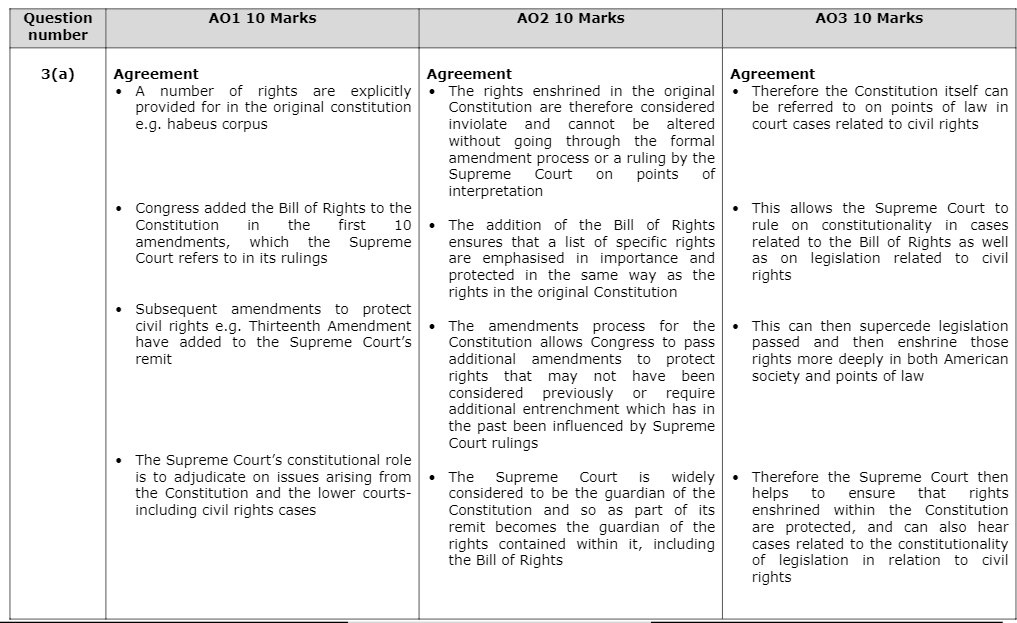 Question number
AO1 10 Marks
AO2 10 Marks
AO3 10 Marks
3(a)
Agreement
• A number of rights are explicitly
provided for in the original constitution
e.g. habeus corpus
• Congress added the Bill of Rights to the
Constitution in the first 10
amendments, which the Supreme
Court refers to in its rulings
• Subsequent amendments to protect
civil rights e.g. Thirteenth Amendment
have added to the Supreme Court's
remit
• The Supreme Court's constitutional role
is to adjudicate on issues arising from
the Constitution and the lower courts-
including civil rights cases
Agreement
• The rights enshrined in the original
Constitution are therefore considered
inviolate and cannot be altered
without going through the formal
amendment process or a ruling by the
Supreme Court on points of
interpretation
• The addition of the Bill of Rights
ensures that a list of specific rights
are emphasised in importance and
protected in the same way as the
rights in the original Constitution
• The amendments process for the
Constitution allows Congress to pass
additional amendments to protect
rights that may not have been
considered previously or require
additional entrenchment which has in
the past been influenced by Supreme
Court rulings
• The Supreme Court is widely
considered to be the guardian of the
Constitution and so as part of its
remit becomes the guardian of the
rights contained within it, including
the Bill of Rights
Agreement
• Therefore the Constitution itself can
be referred to on points of law in
court cases related to civil rights
• This allows the Supreme Court to
rule on constitutionality in cases
related to the Bill of Rights as well
as on legislation related to civil
rights
• This can then supercede legislation
passed and then enshrine those
rights more deeply in both American
society and points of law
• Therefore the Supreme Court then
helps to ensure that rights
enshrined within the Constitution
are protected, and can also hear
cases related to the constitutionality
of legislation in relation to civil
rights